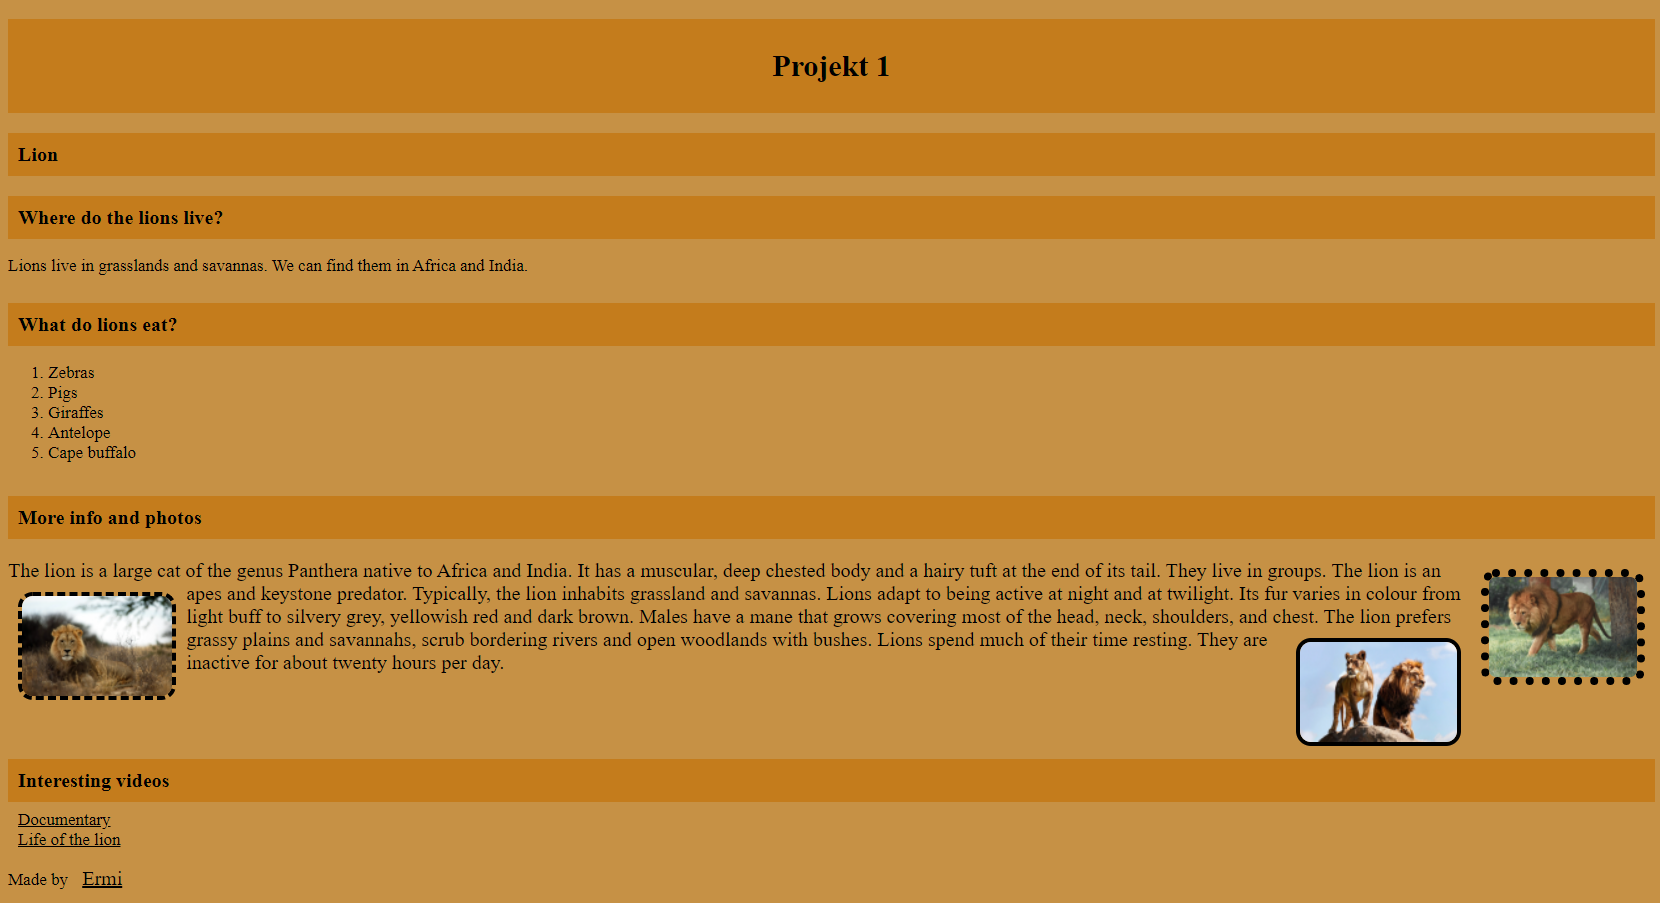 Projekt 1
Lion
Where do the lions live?
Lions live in grasslands and savannas. We can find them in Africa and India.
What do lions eat?
1. Zebras
2. Pigs
3. Giraffes
4. Antelope
5. Cape buffalo
More info and photos
The lion is a large cat of the genus Panthera native to Africa and India. It has a muscular, deep chested body and a hairy tuft at the end of its tail. They live in groups. The lion is an
apes and keystone predator. Typically, the lion inhabits grassland and savannas. Lions adapt to being active at night and at twilight. Its fur varies in colour from
light buff to silvery grey, yellowish red and dark brown. Males have a mane that grows covering most of the head, neck, shoulders, and chest. The lion prefers
grassy plains and savannahs, scrub bordering rivers and open woodlands with bushes. Lions spend much of their time resting. They are
inactive for about twenty hours per day.
Interesting videos
Documentary
Life of the lion
Made by Ermi